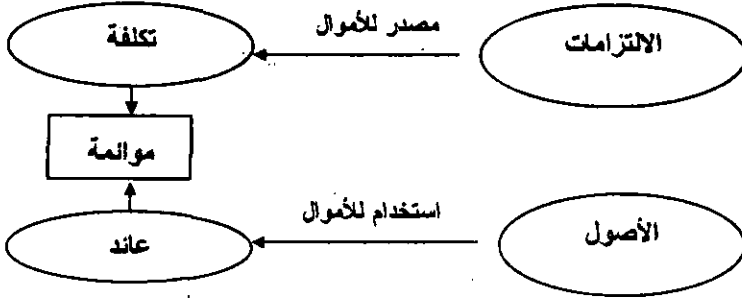 الالتزامات
مصدر للأموال
تكلفة
موائمة
الأصول
استخدام للأموال
عائد